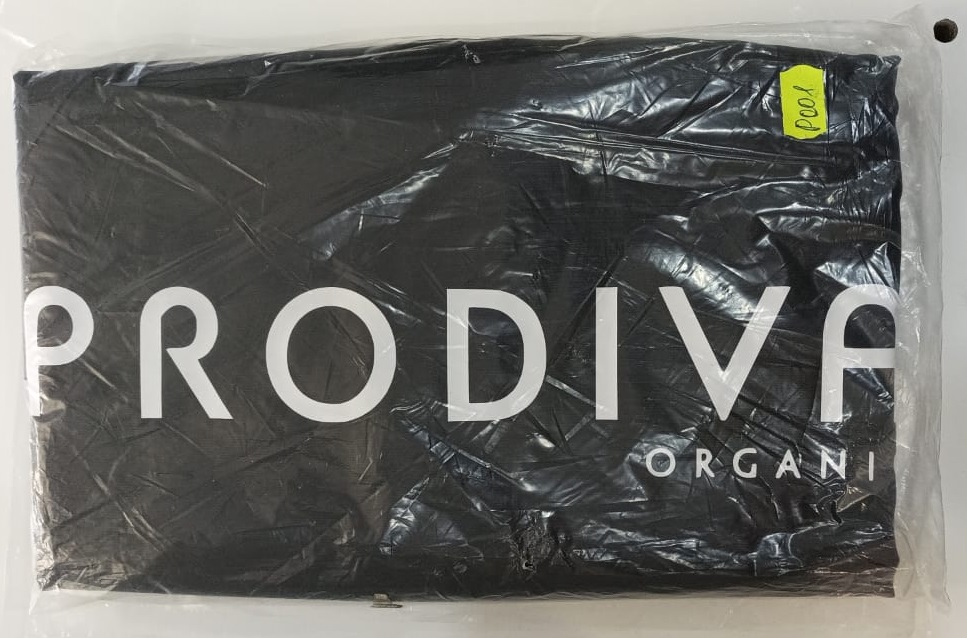 P001
PRODIVA
ORGANI